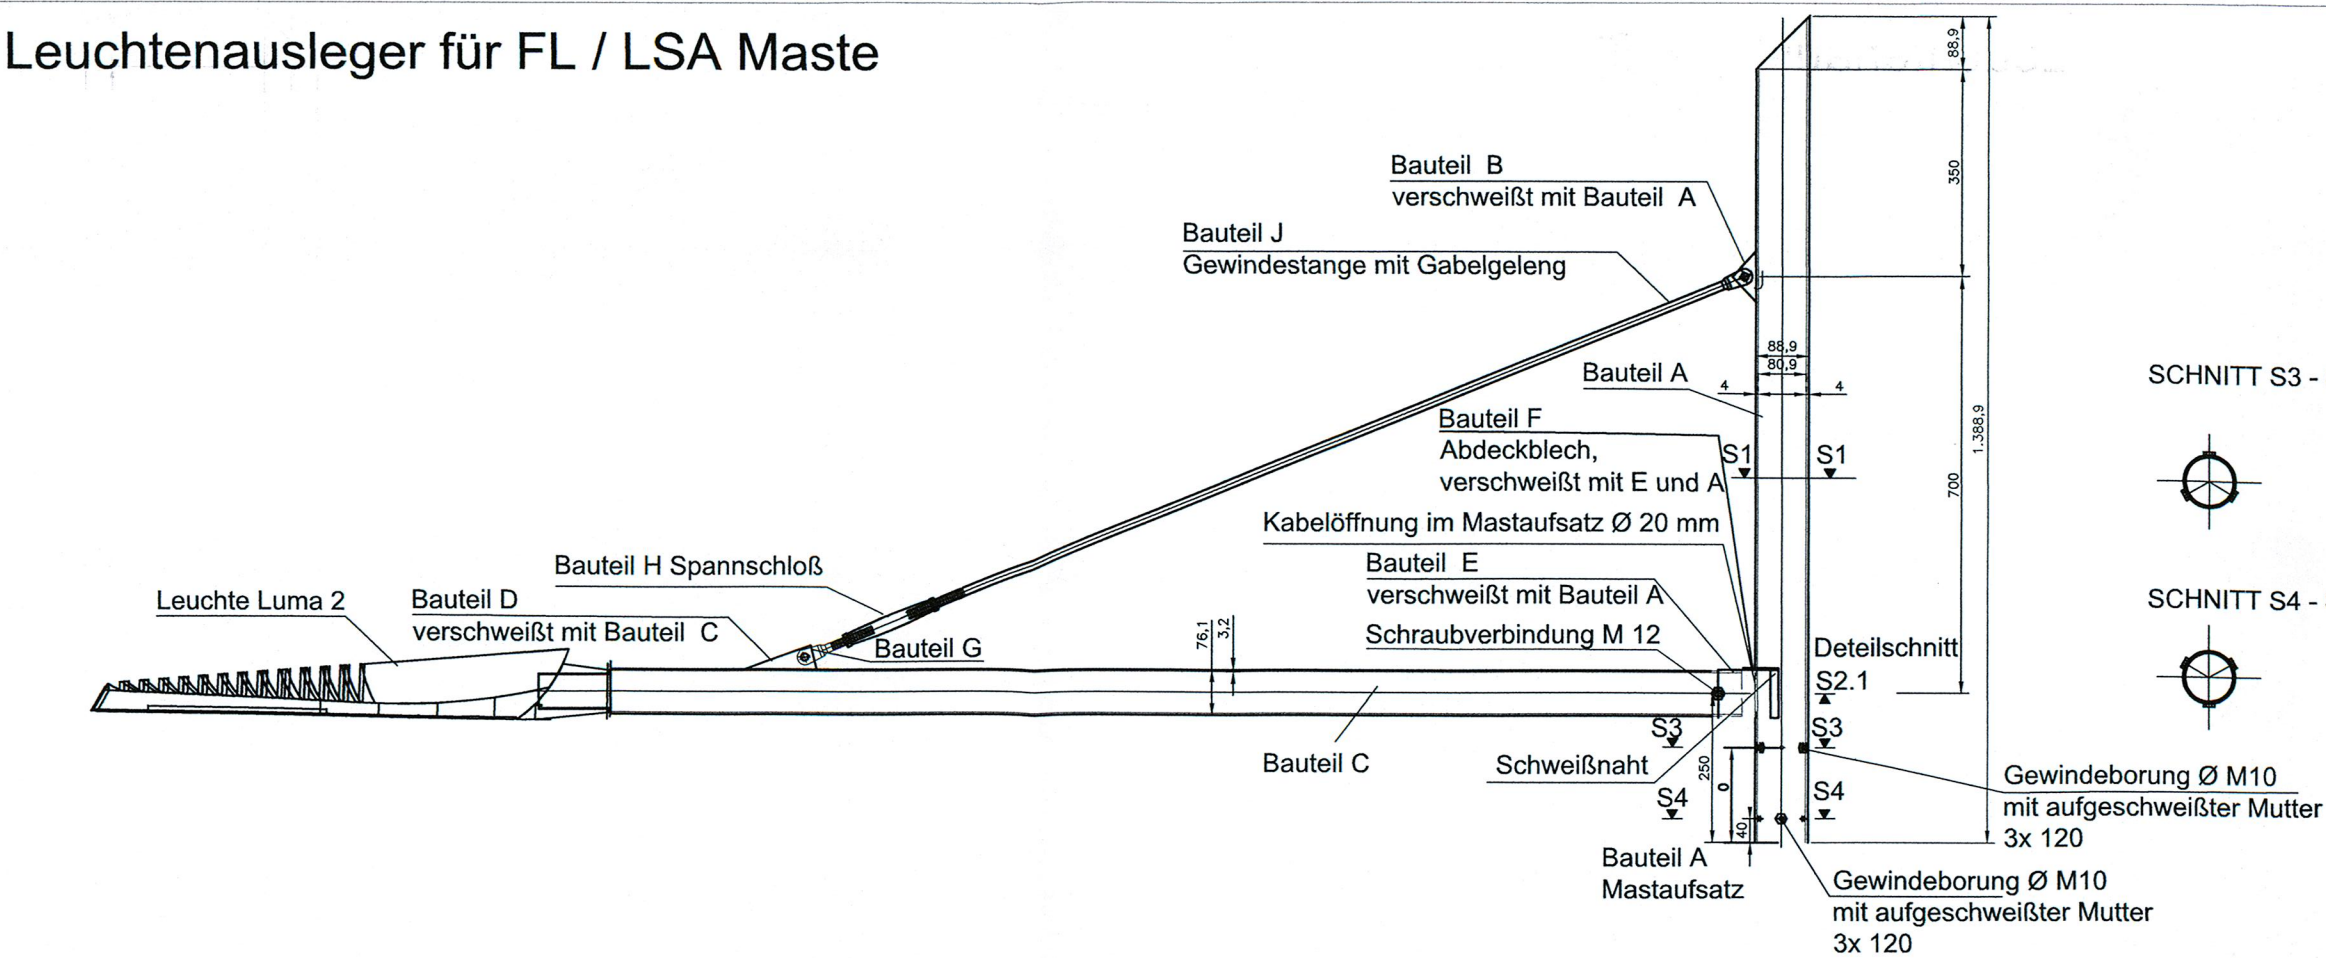 Leuchtenausleger für FL / LSA Maste
88,9
350
Bauteil B
verschweißt mit Bauteil A
Bauteil J
Gewindestange mit Gabelgeleng
88,9
80,9
4
4
Bauteil A
SCHNITT S3 -
Bauteil F
Abdeckblech,
verschweißt mit E und A
S1
S1
700
1.388,9
Kabelöffnung im Mastaufsatz Ø 20 mm
Bauteil H Spannschloß
Bauteil E
verschweißt mit Bauteil A
Leuchte Luma 2
Bauteil D
verschweißt mit Bauteil C
SCHNITT S4 -
Schraubverbindung M 12
Bauteil G
76,1
3,2
Deteilschnitt
S2.1
S3
S3
Bauteil C
Schweißnaht
250
0
40
S4
S4
Gewindeborung Ø M10
mit aufgeschweißter Mutter
3x 120
Bauteil A
Mastaufsatz
Gewindeborung Ø M10
mit aufgeschweißter Mutter
3x 120